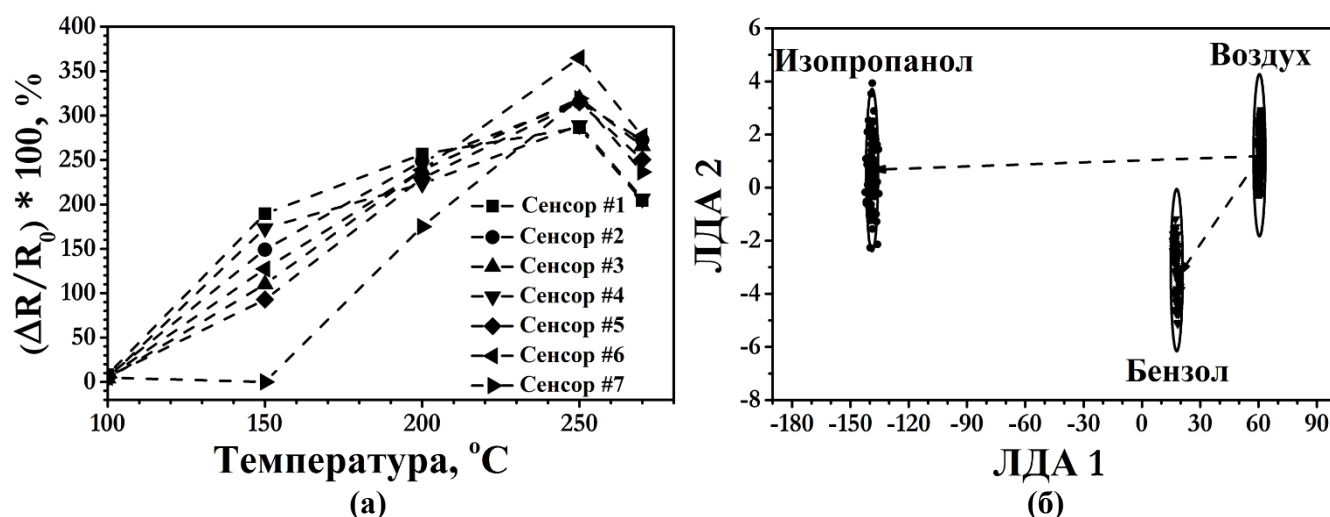 400
350
300
250
200
150
100
50
0
(ΔR/R0) * 100, %
Сенсор #1
Сенсор #2
Сенсор #3
Сенсор #4
Сенсор #5
Сенсор #6
Сенсор #7
100 150 200 250
Температура, °C
(а)
6
4
2
0
-2
-4
-6
-8
ЛДА 2
Изопропанол
Воздух
Бензол
-180 -150 -120 -90 -60 -30 0 30 60 90
ЛДА 1
(б)